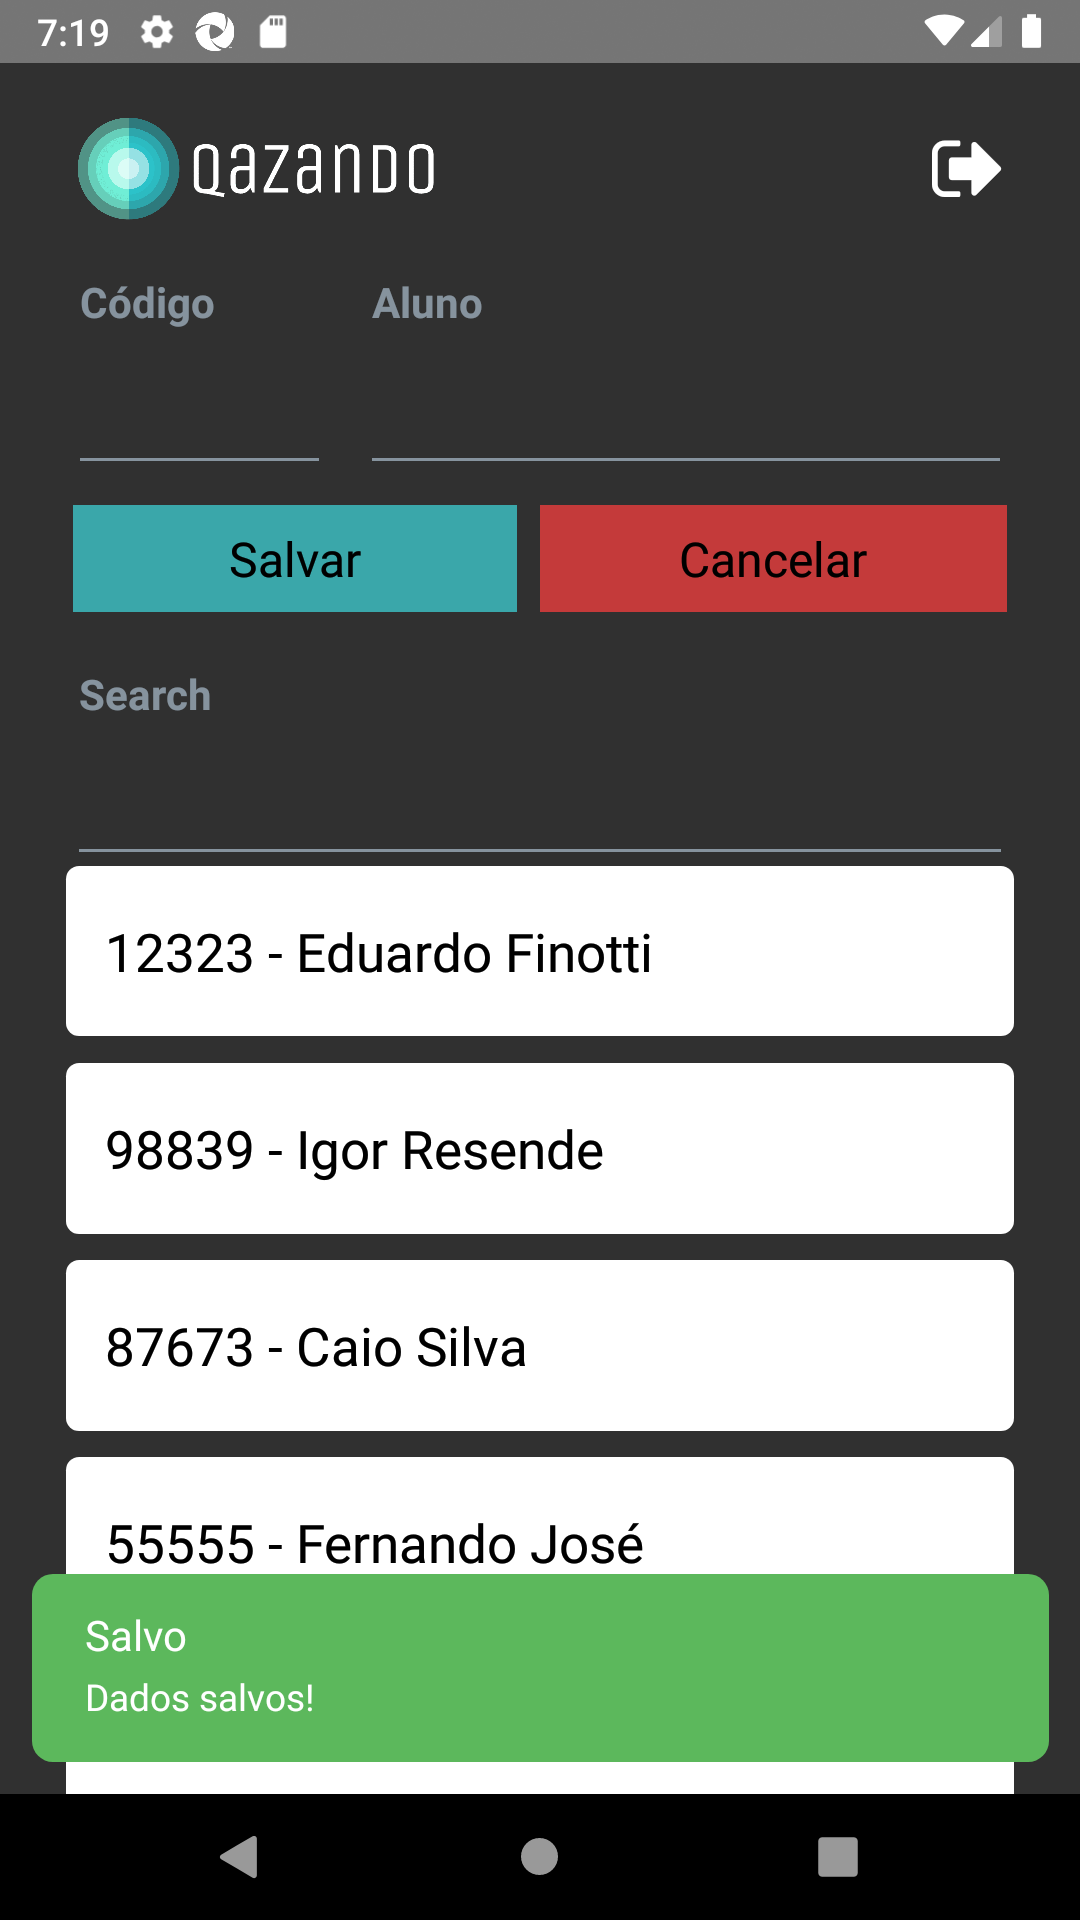 7:19
QAZANDO
Código
Aluno
Salvar
Cancelar
Search
12323 - Eduardo Finotti
98839 - Igor Resende
87673 - Caio Silva
55555 - Fernando José
Salvo
Dados salvos!